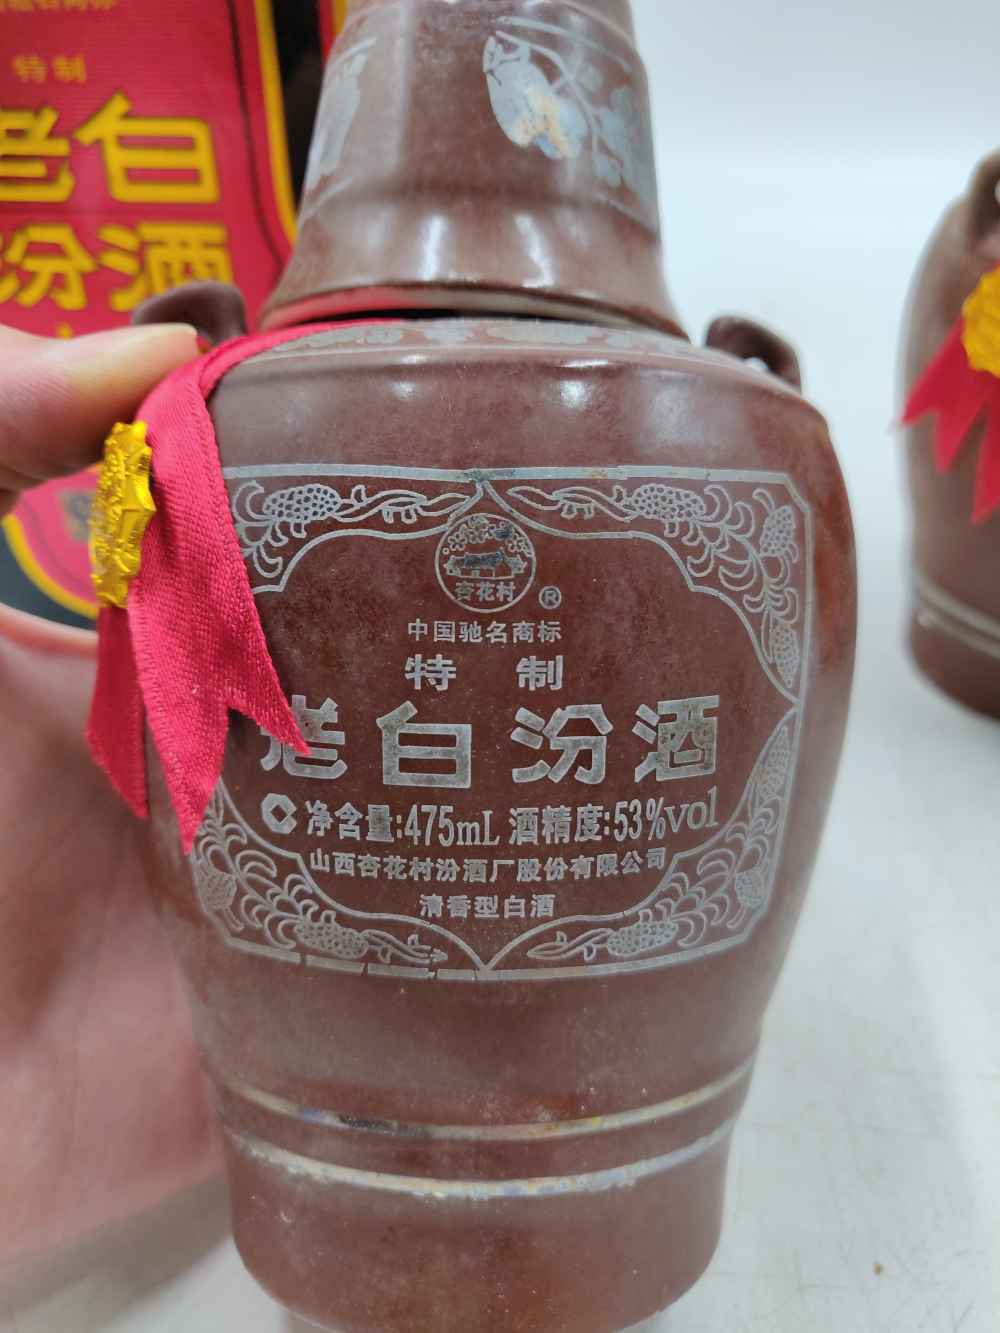 特制
老白
汾酒
杏花村
®
中国驰名商标
特 制
老白汾酒
净含量:475mL 酒精度:53%vol
山西杏花村汾酒厂股份有限公司
清香型白酒